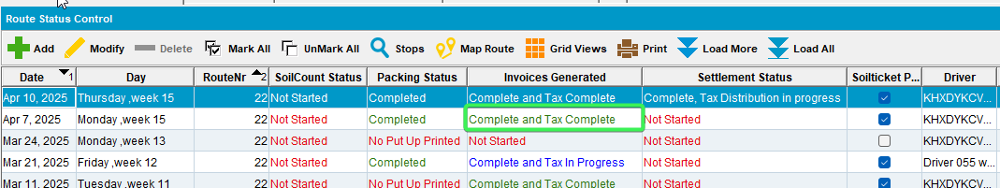 Route Status Control
Add Modify Delete Mark All UnMark All Stops Map Route Grid Views Print Load More Load All
Date 1 Day RouteNr 2 SoilCount Status Packing Status Invoices Generated Settlement Status Soilticket P... Driver
Apr 10, 2025 Thursday ,week 15 22 Not Started Completed Complete and Tax Complete Complete, Tax Distribution in progress KHXDYKCV...
Apr 7, 2025 Monday ,week 15 22 Not Started Completed Complete and Tax Complete Not Started KHXDYKCV...
Mar 24, 2025 Monday ,week 13 22 Not Started No Put Up Printed Not Started Not Started KHXDYKCV...
Mar 21, 2025 Friday ,week 12 22 Not Started Completed Complete and Tax In Progress Not Started Driver 055 w...
Mar 11, 2025 Tuesday ,week 11 22 Not Started No Put Up Printed Complete and Tax Complete Not Started KHXDYKCV...